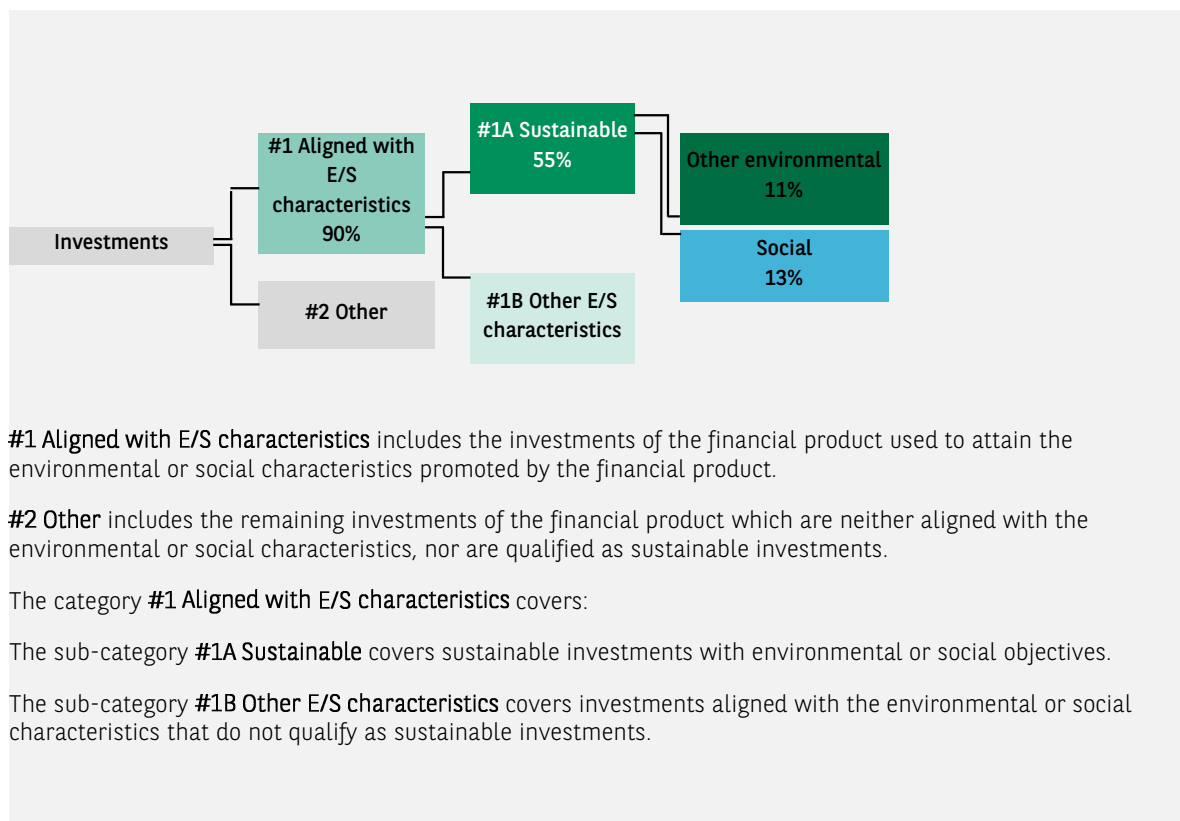 Investments
#1 Aligned with
E/S
characteristics
90%
#2 Other
#1A Sustainable
55%
#1B Other E/S
characteristics
Other environmental
11%
Social
13%
#1 Aligned with E/S characteristics includes the investments of the financial product used to attain the
environmental or social characteristics promoted by the financial product.
#2 Other includes the remaining investments of the financial product which are neither aligned with the
environmental or social characteristics, nor are qualified as sustainable investments.
The category #1 Aligned with E/S characteristics covers:
The sub-category #1A Sustainable covers sustainable investments with environmental or social objectives.
The sub-category #1B Other E/S characteristics covers investments aligned with the environmental or social
characteristics that do not qualify as sustainable investments.